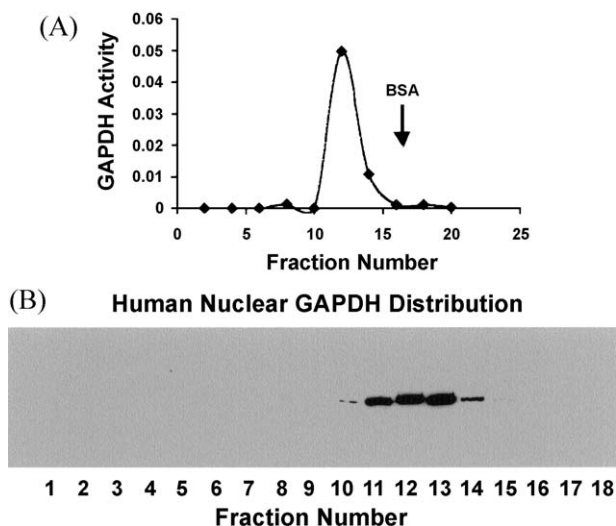 (A)
0.06
0.05
0.04
0.03
0.02
0.01
0
GAPDH Activity
BSA
0 5 10 15 20 25
Fraction Number
(B) Human Nuclear GAPDH Distribution
1 2 3 4 5 6 7 8 9 10 11 12 13 14 15 16 17 18
Fraction Number